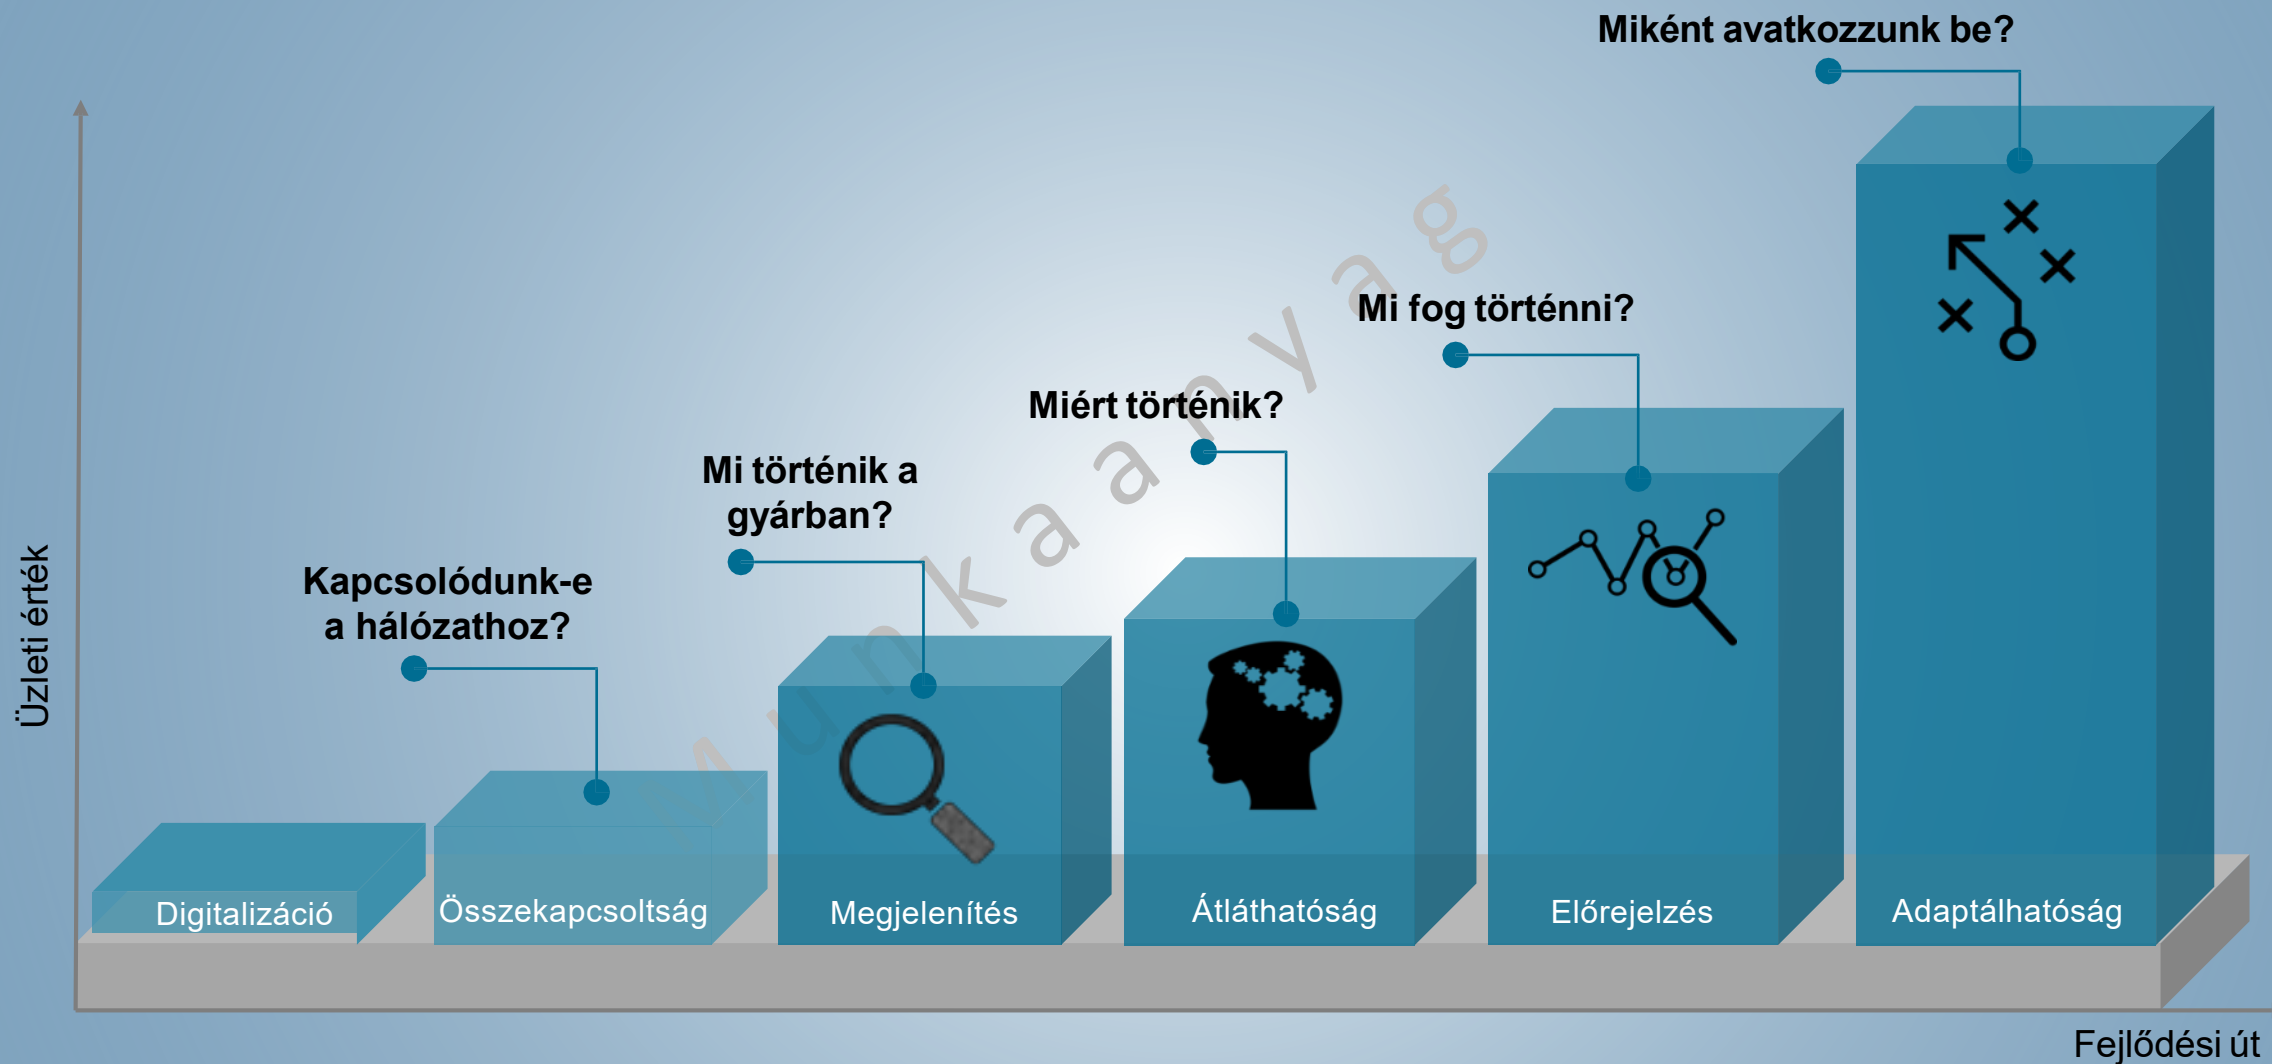 Miként avatkozzunk be?
Mi fog történni?
Miért történik?
Mi történik a
gyárban?
Kapcsolódunk-e
a hálózathoz?
Üzleti érték
Munkaanyag
Digitalizáció
Összekapcsoltság
Megjelenítés
Átláthatóság
Előrejelzés
Adaptálhatóság
Fejlődési út